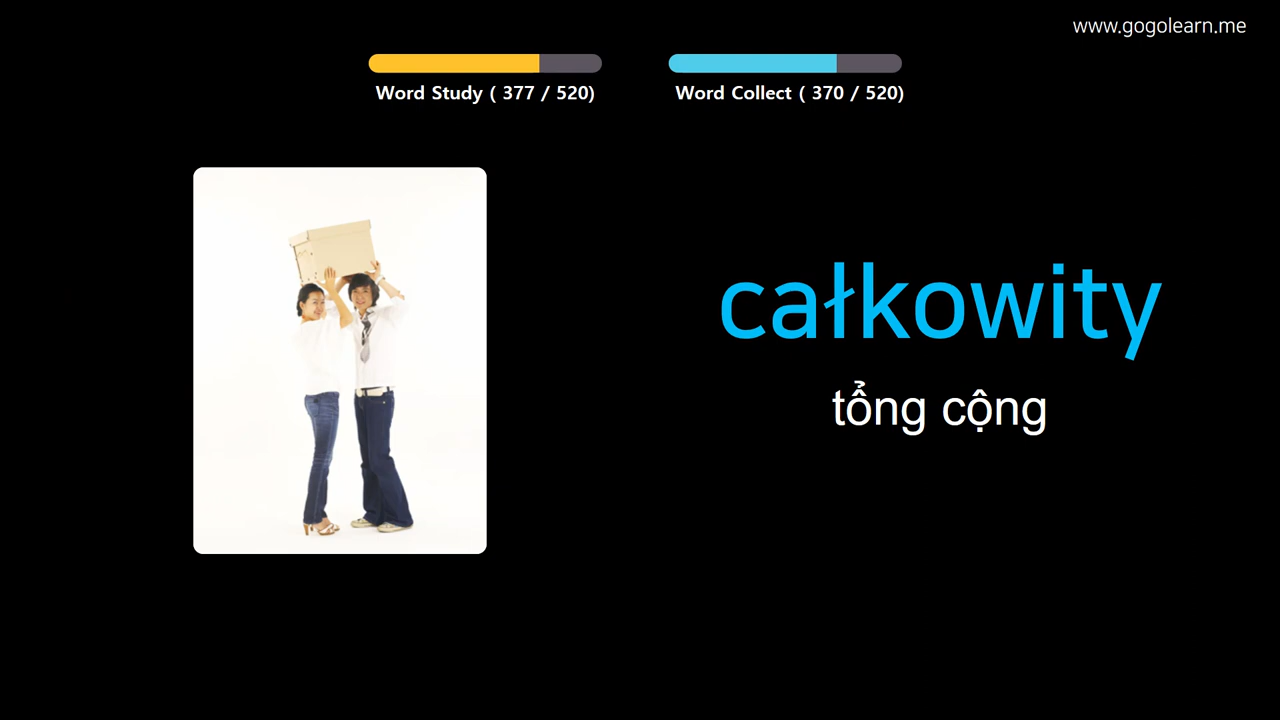 www.gogolearn.me
Word Study ( 377 / 520)
Word Collect ( 370 / 520)
całkowity
tổng cộng